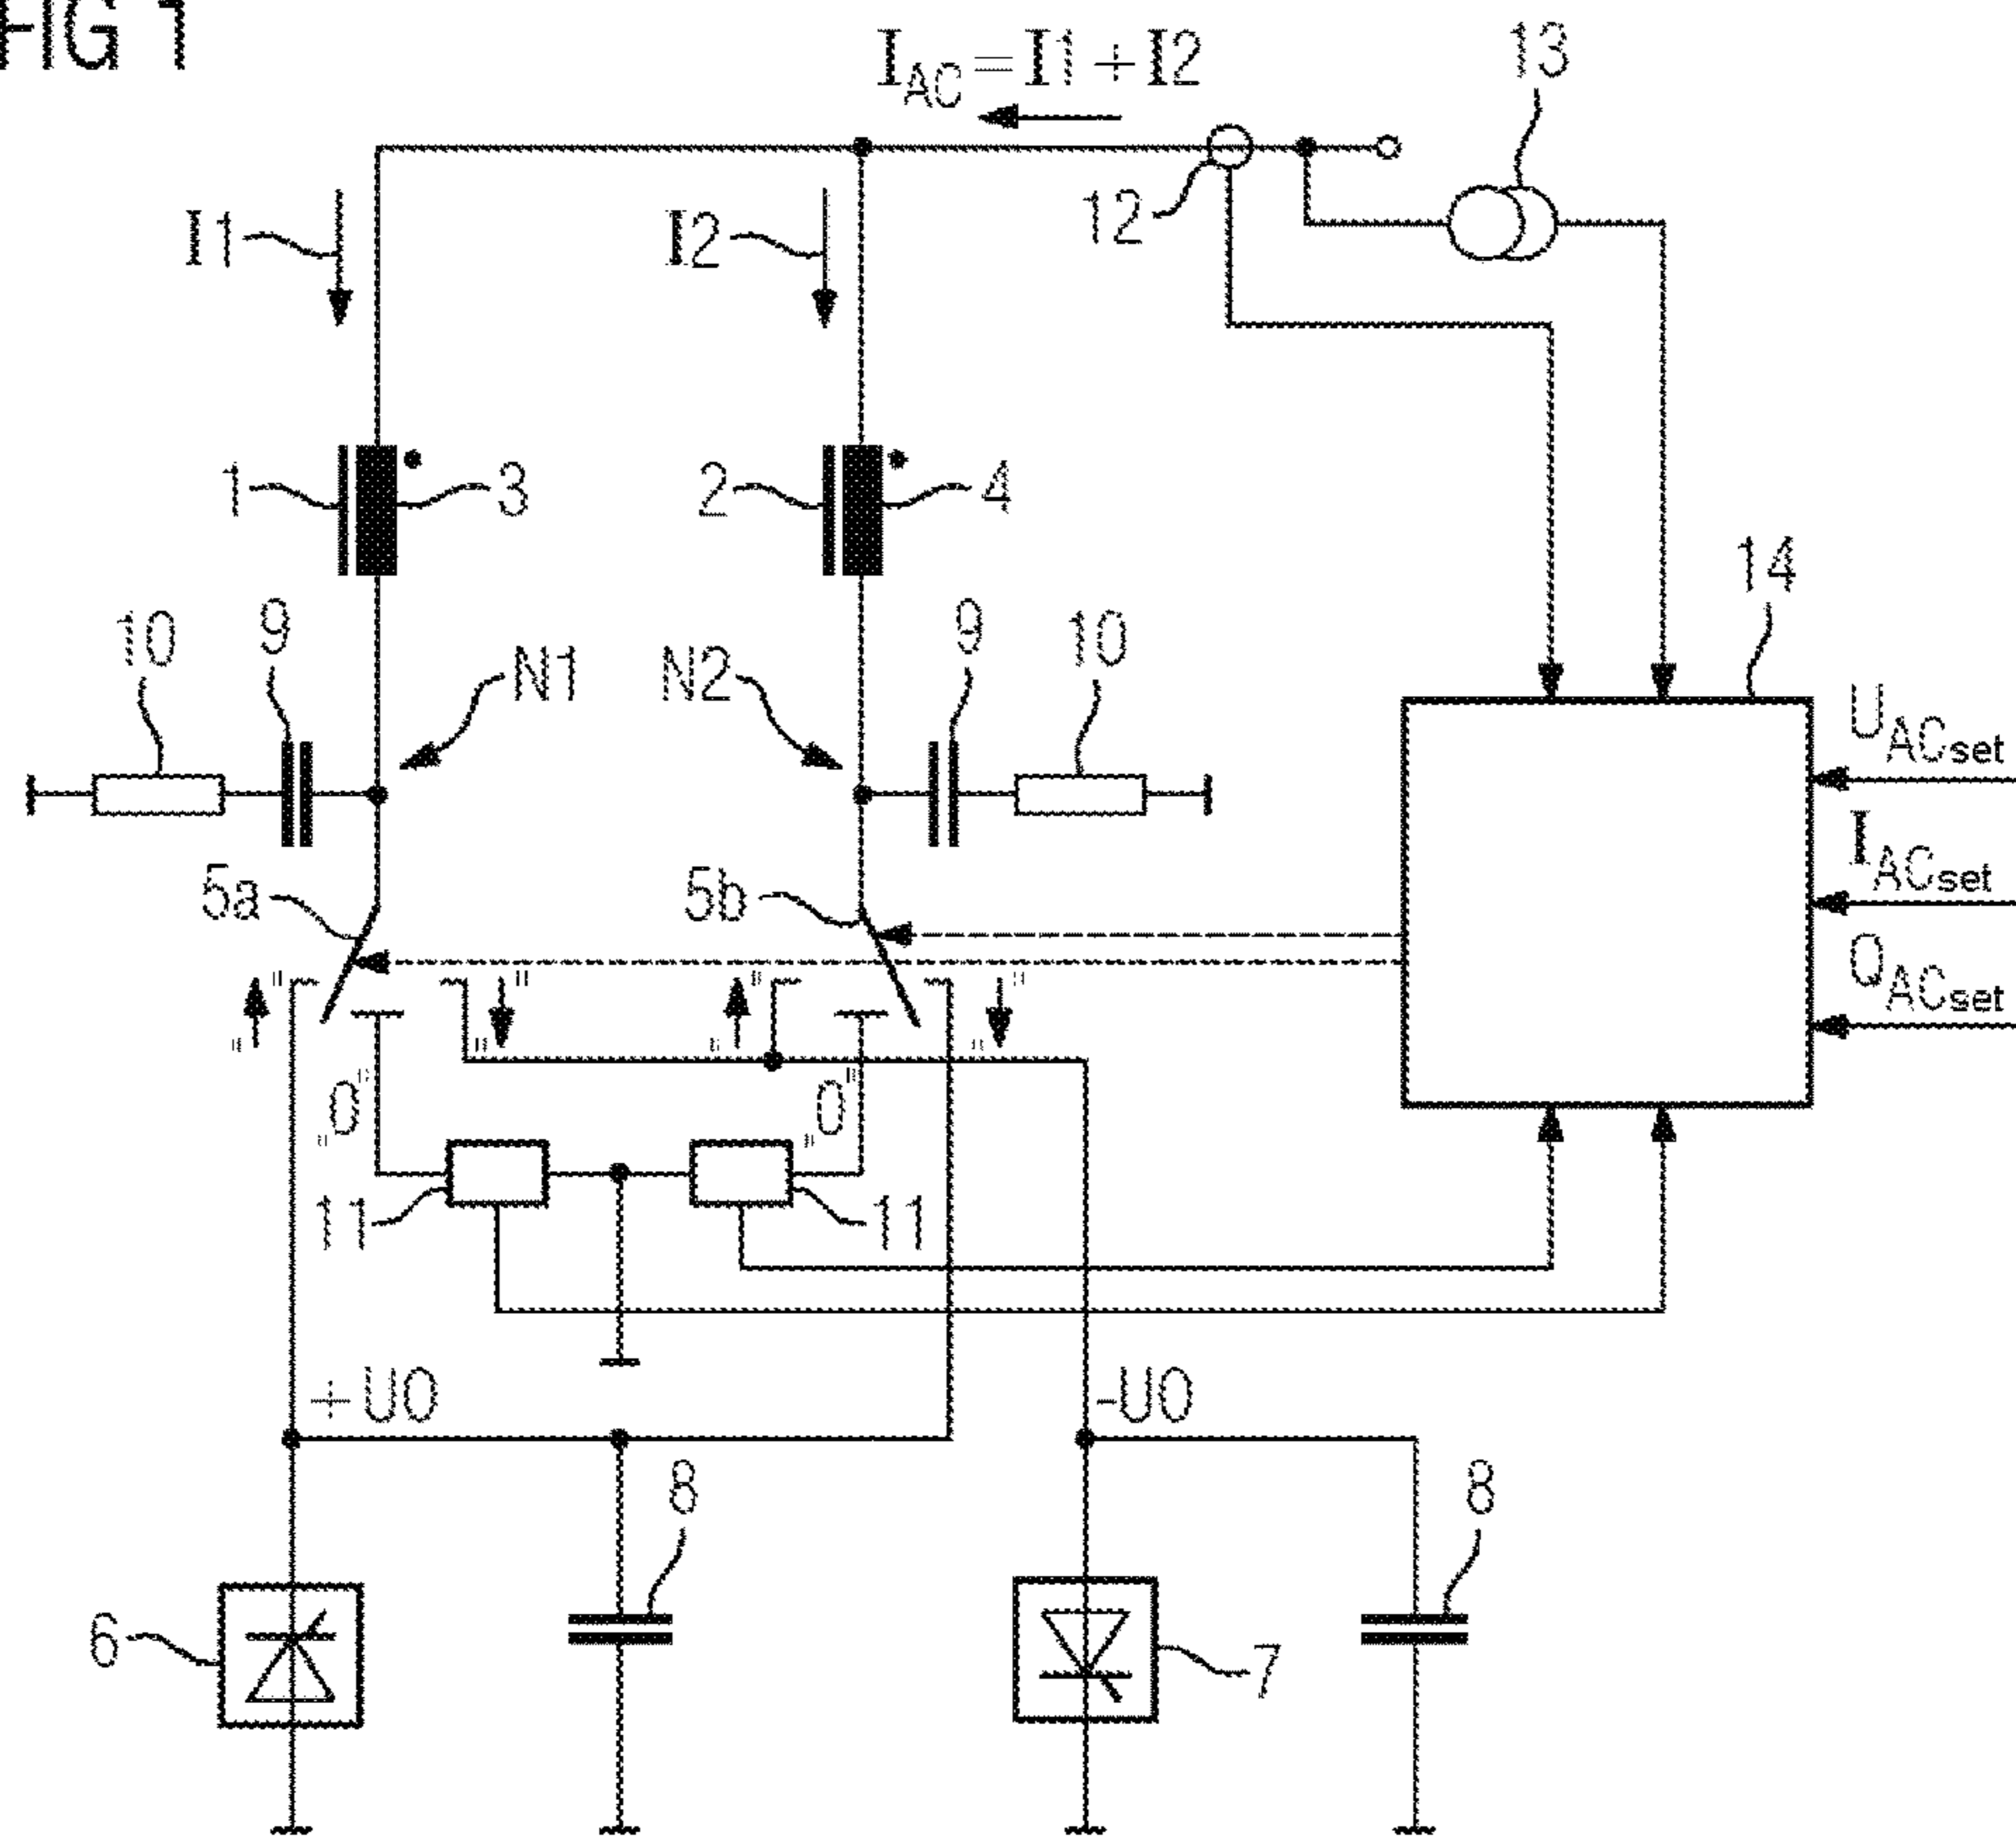 FIG 1
I_AC = I1 + I2
13
I1
I2
12
1
3
2
4
14
10
9
N1
N2
9
10
U_ACset
I_ACset
Q_ACset
5a
5b
"↑"
"↓"
"↑"
"↓"
"0"
"0"
11
11
+U0
-U0
8
8
6
7